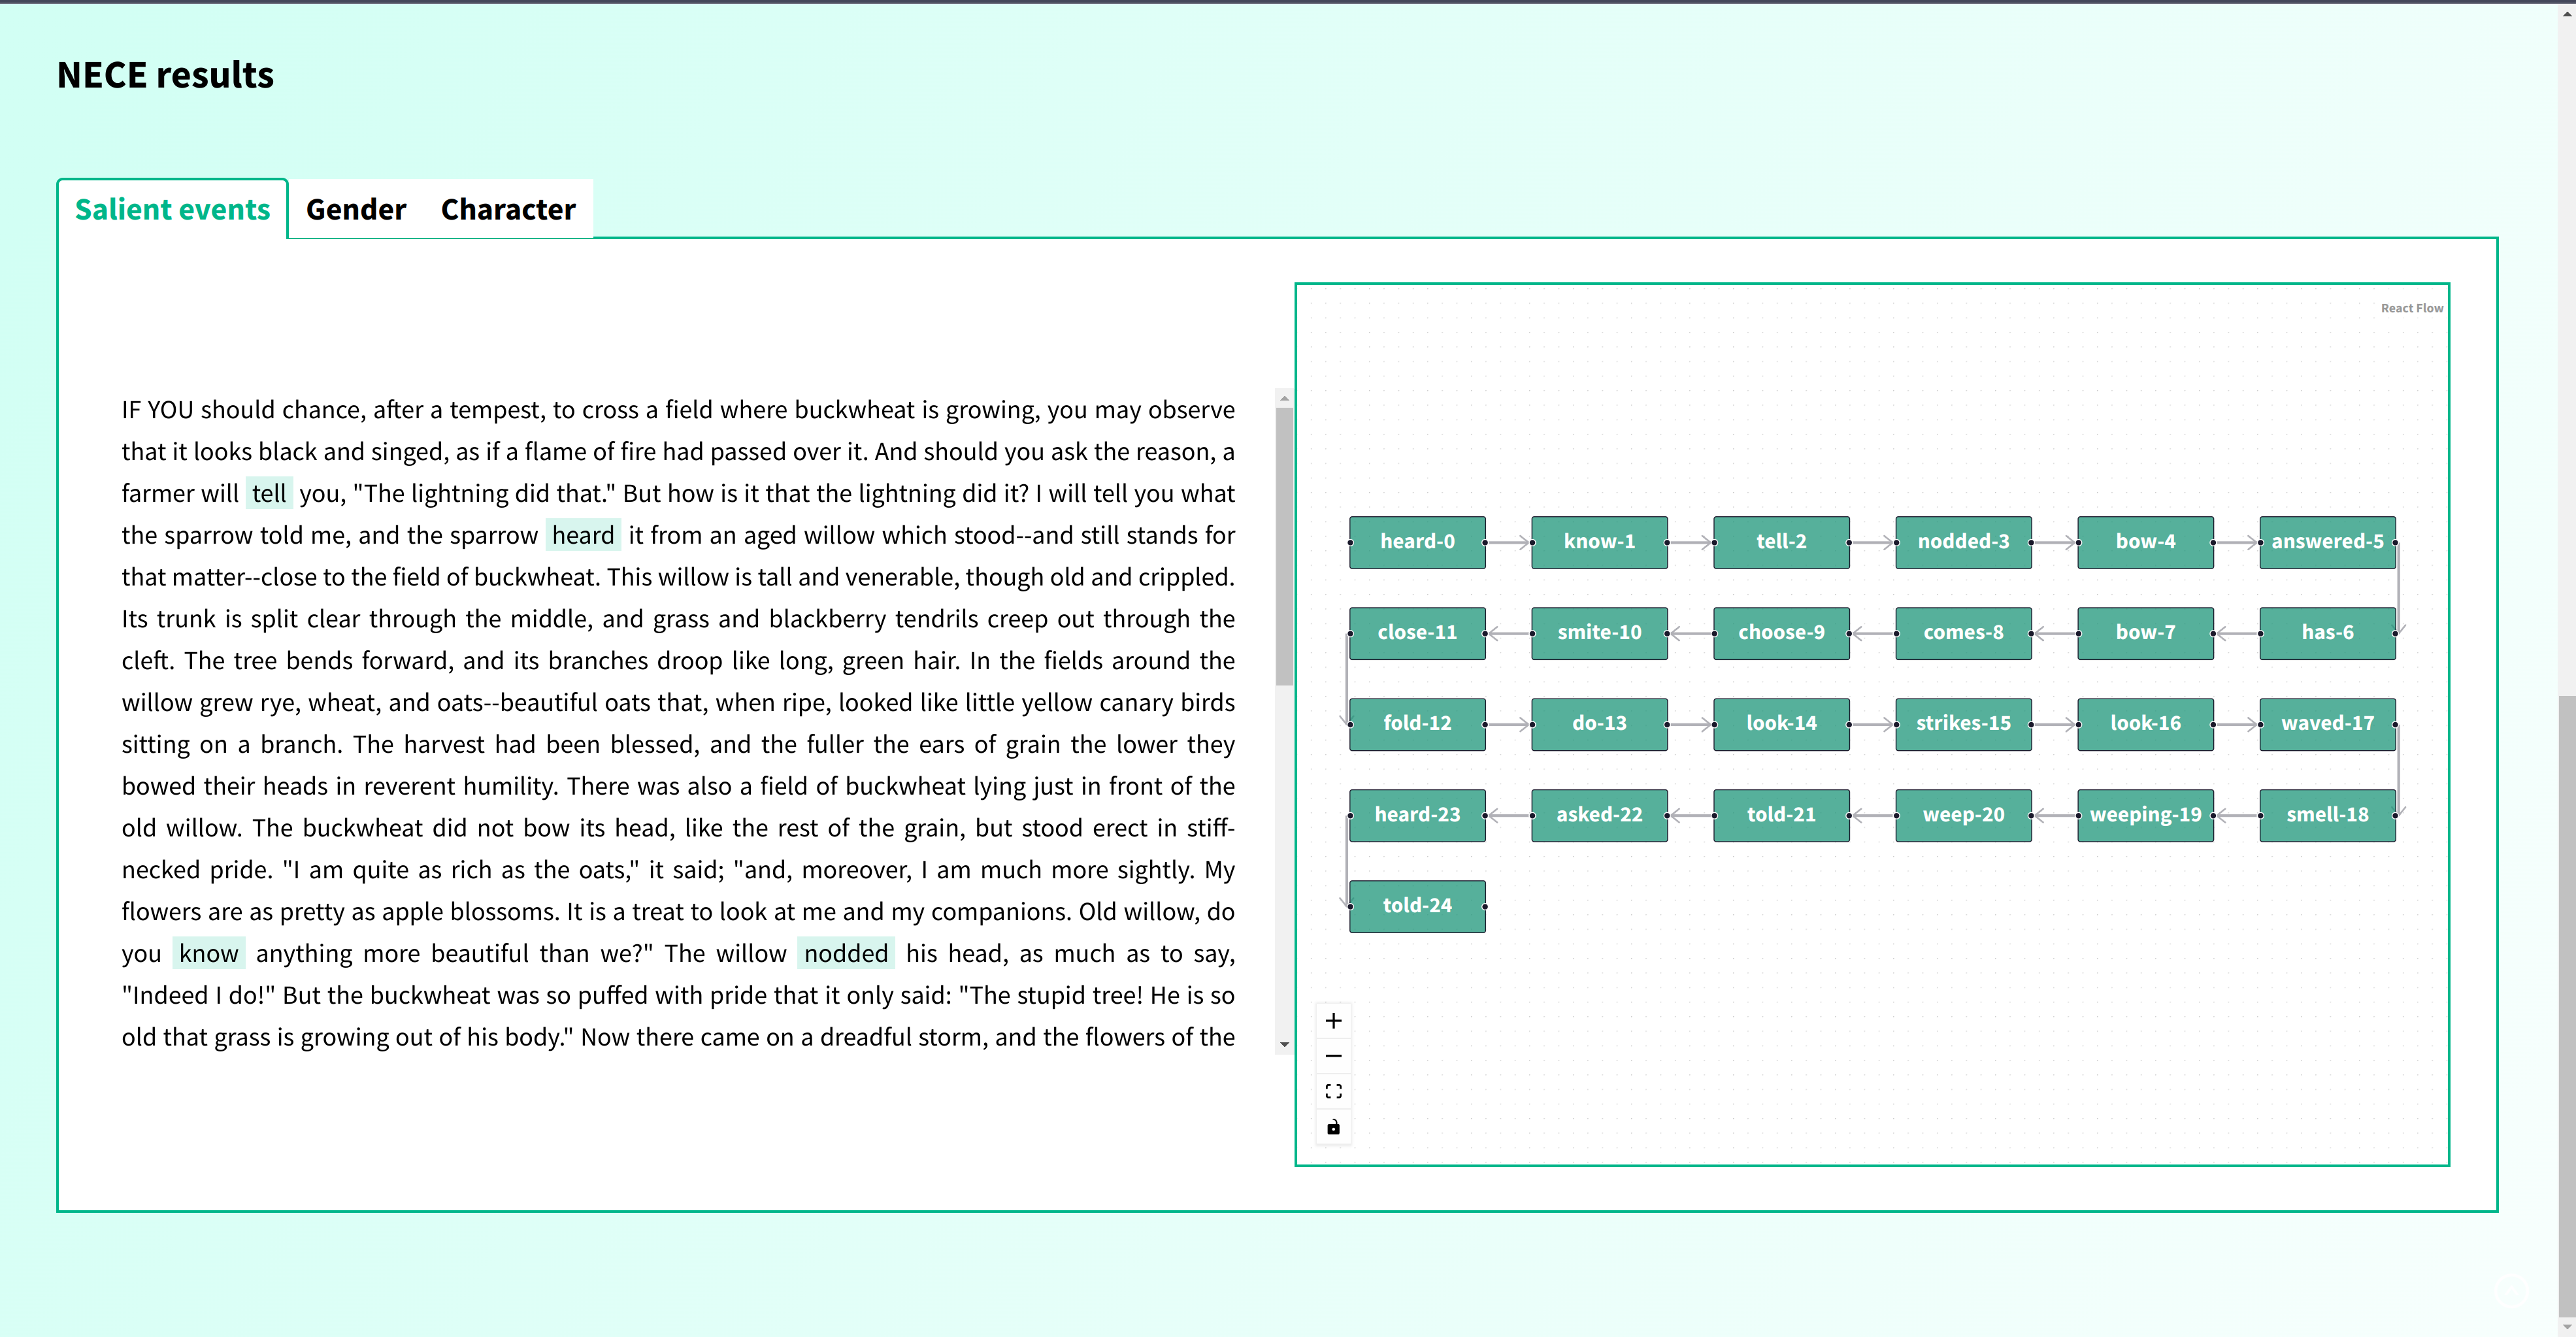 NECE results
Salient events
Gender
Character
IF YOU should chance, after a tempest, to cross a field where buckwheat is growing, you may observe
that it looks black and singed, as if a flame of fire had passed over it. And should you ask the reason, a
farmer will tell you, "The lightning did that." But how is it that the lightning did it? I will tell you what
the sparrow told me, and the sparrow heard it from an aged willow which stood--and still stands for
that matter--close to the field of buckwheat. This willow is tall and venerable, though old and crippled.
Its trunk is split clear through the middle, and grass and blackberry tendrils creep out through the
cleft. The tree bends forward, and its branches droop like long, green hair. In the fields around the
willow grew rye, wheat, and oats--beautiful oats that, when ripe, looked like little yellow canary birds
sitting on a branch. The harvest had been blessed, and the fuller the ears of grain the lower they
bowed their heads in reverent humility. There was also a field of buckwheat lying just in front of the
old willow. The buckwheat did not bow its head, like the rest of the grain, but stood erect in stiff-
necked pride. "I am quite as rich as the oats," it said; "and, moreover, I am much more sightly. My
flowers are as pretty as apple blossoms. It is a treat to look at me and my companions. Old willow, do
you know anything more beautiful than we?" The willow nodded his head, as much as to say,
"Indeed I do!" But the buckwheat was so puffed with pride that it only said: "The stupid tree! He is so
old that grass is growing out of his body." Now there came on a dreadful storm, and the flowers of the
React Flow
heard-0 know-1 tell-2 nodded-3 bow-4 answered-5
close-11 smite-10 choose-9 comes-8 bow-7 has-6
fold-12 do-13 look-14 strikes-15 look-16 waved-17
heard-23 asked-22 told-21 weep-20 weeping-19 smell-18
told-24